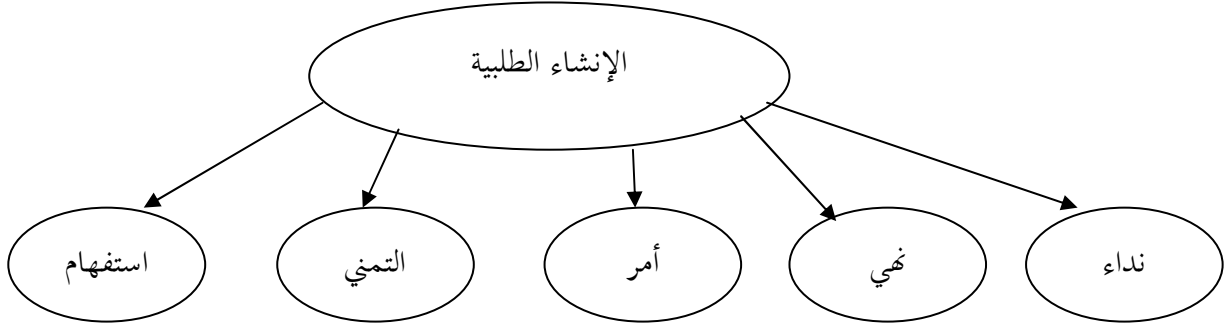 الإنشاء الطلبية
نداء
نهي
أمر
التمني
استفهام